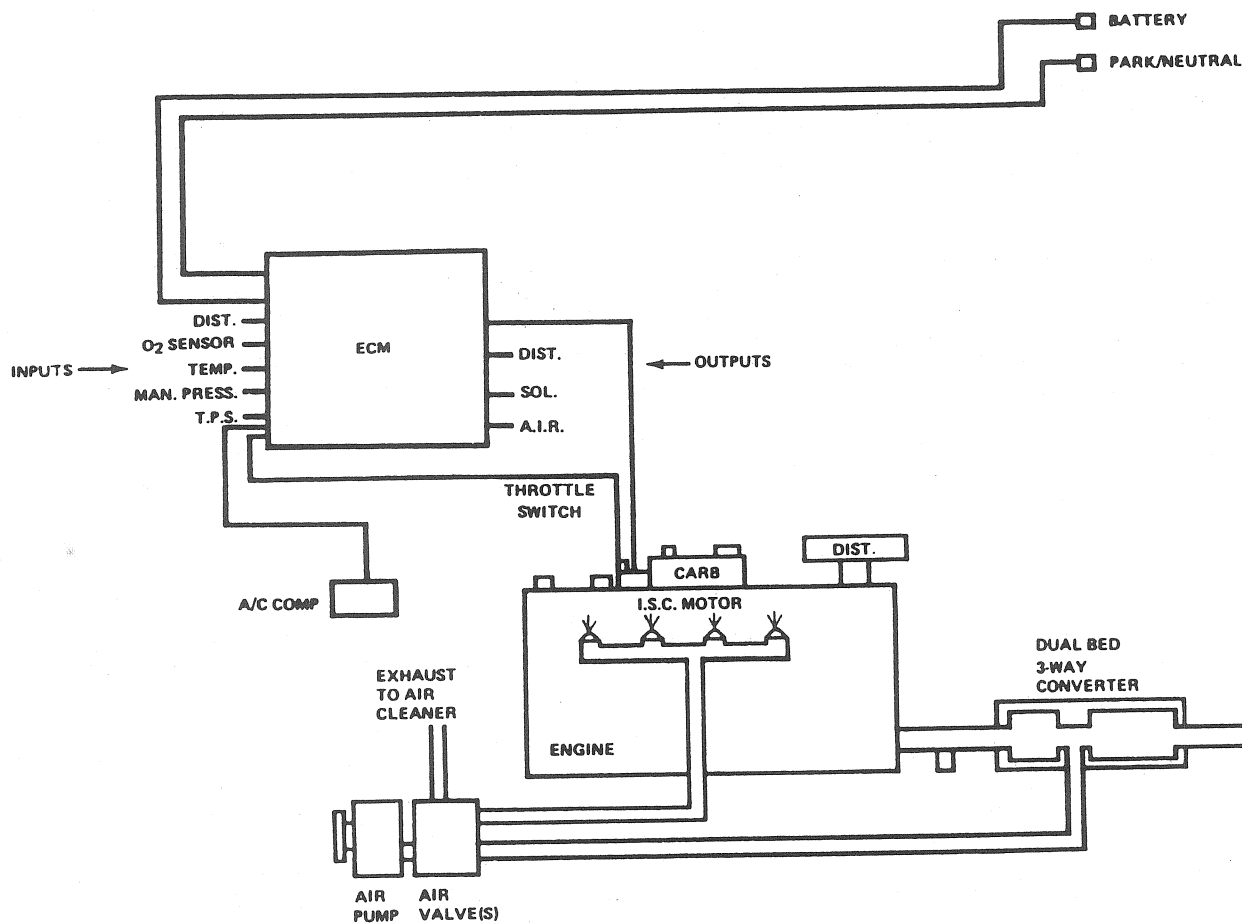 BATTERY
PARK/NEUTRAL
DIST.
O2 SENSOR
INPUTS
TEMP.
MAN. PRESS.
T.P.S.
ECM
DIST.
SOL.
A.I.R.
OUTPUTS
THROTTLE
SWITCH
A/C COMP
CARB
DIST.
I.S.C. MOTOR
EXHAUST
TO AIR
CLEANER
ENGINE
DUAL BED
3-WAY
CONVERTER
AIR
PUMP
AIR
VALVE(S)